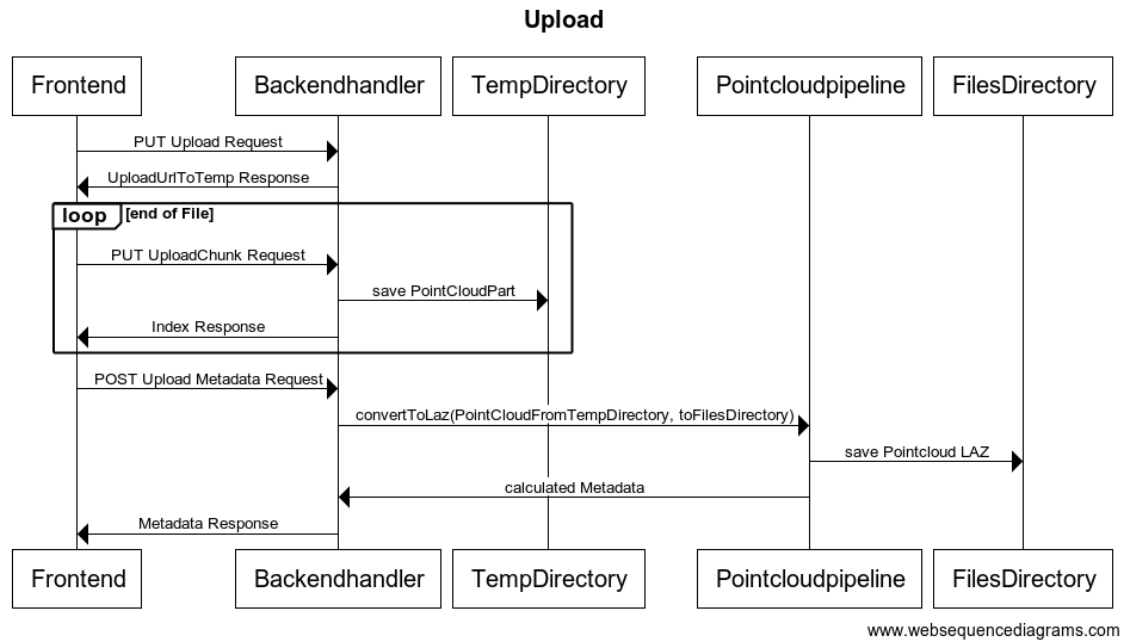 Upload
Frontend
Backendhandler
TempDirectory
Pointcloudpipeline
FilesDirectory
PUT Upload Request
UploadUrlToTemp Response
loop [end of File]
PUT UploadChunk Request
save PointCloudPart
Index Response
POST Upload Metadata Request
convertToLaz(PointCloudFromTempDirectory, toFilesDirectory)
save Pointcloud LAZ
calculated Metadata
Metadata Response
Frontend
Backendhandler
TempDirectory
Pointcloudpipeline
FilesDirectory
www.websequencediagrams.com